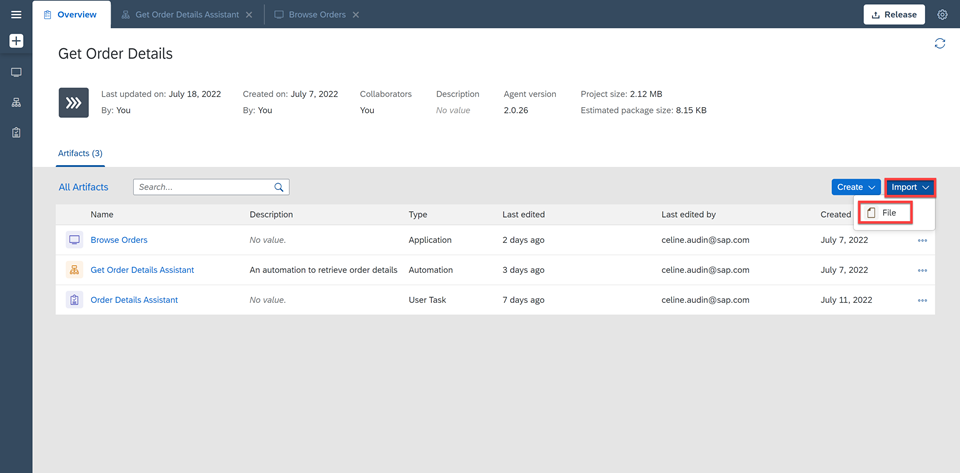 Overview Get Order Details Assistant Browse Orders Release
Get Order Details
Last updated on: July 18, 2022 Created on: July 7, 2022 Collaborators Description Agent version Project size: 2.12 MB
By: You By: You You No value 2.0.26 Estimated package size: 8.15 KB
Artifacts (3)
All Artifacts Search... Create Import
File
Name Description Type Last edited Last edited by Created
Browse Orders No value. Application 2 days ago celine.audin@sap.com July 7, 2022
Get Order Details Assistant An automation to retrieve order details Automation 3 days ago celine.audin@sap.com July 7, 2022
Order Details Assistant No value. User Task 7 days ago celine.audin@sap.com July 11, 2022